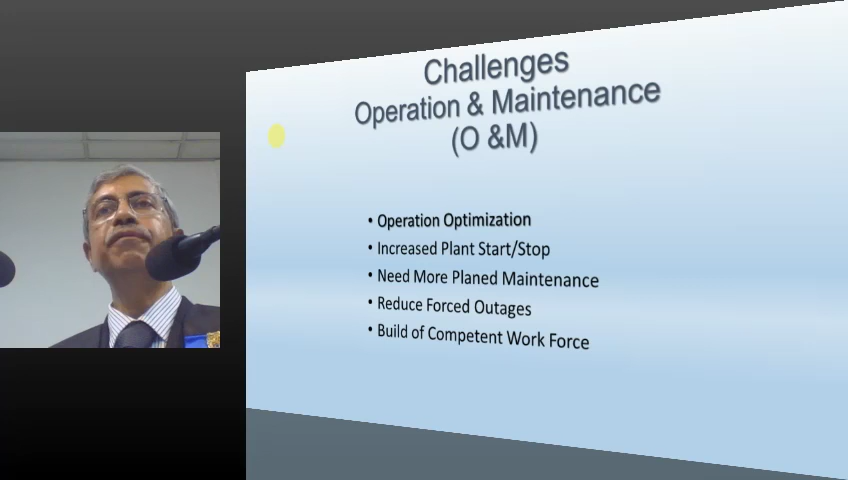 Challenges
Operation & Maintenance
(O &M)
• Operation Optimization
• Increased Plant Start/Stop
• Need More Planed Maintenance
• Reduce Forced Outages
• Build of Competent Work Force